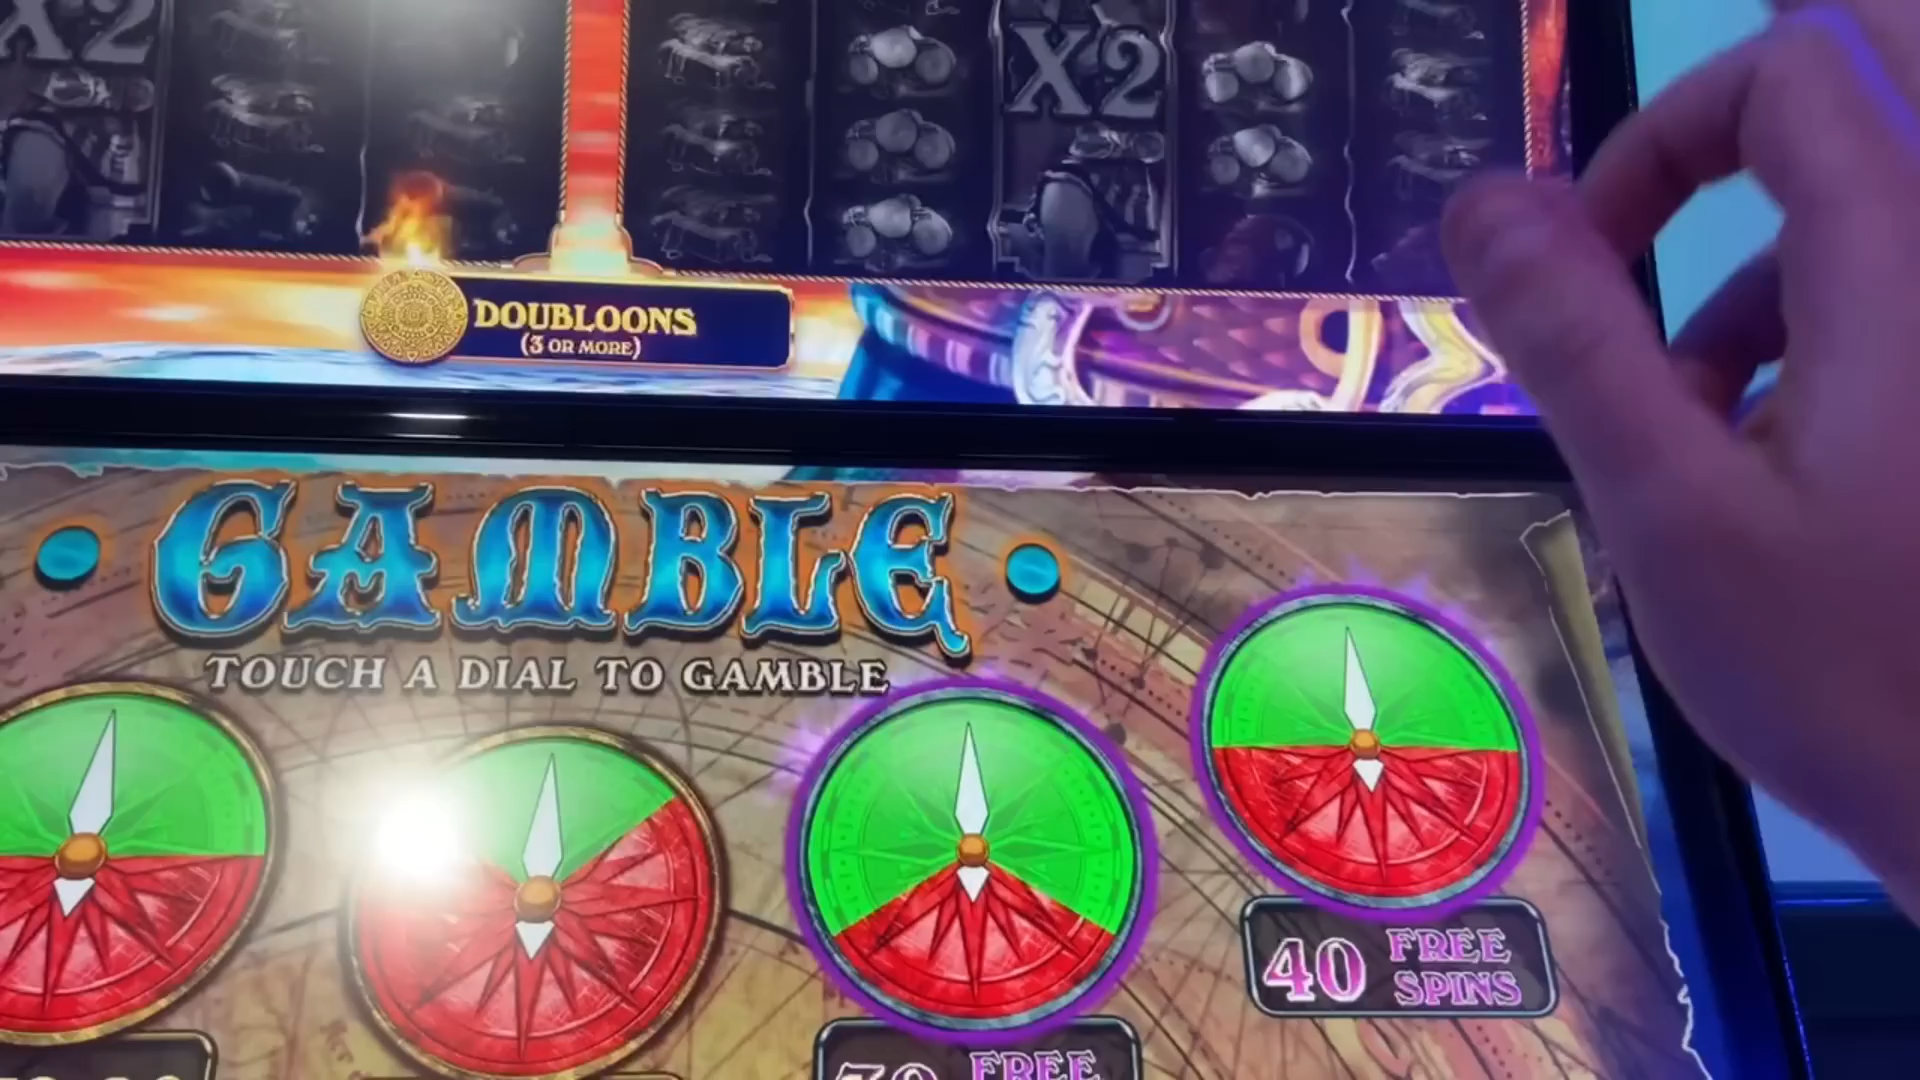 X2
X2
DOUBLOONS
(3 OR MORE)
GAMBLE
TOUCH A DIAL TO GAMBLE
40 FREE
SPINS
FREE